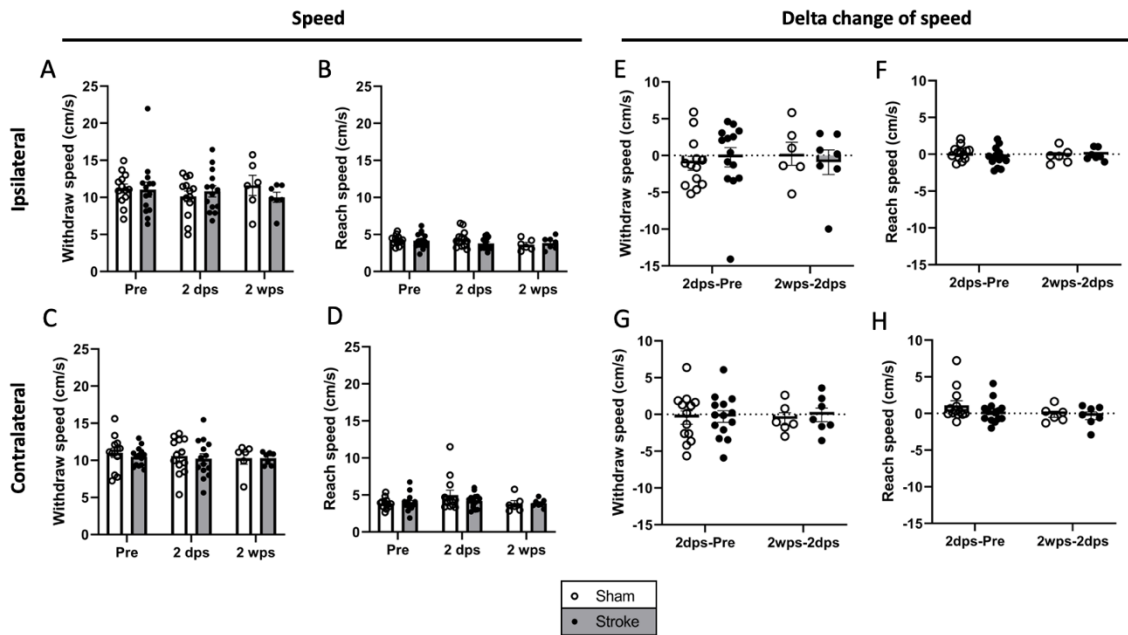 Speed
Delta change of speed
Ipsilateral
Contralateral
A
Withdraw speed (cm/s)
25
20
15
10
5
0
Pre
2 dps
2 wps
B
Reach speed (cm/s)
25
20
15
10
5
0
Pre
2 dps
2 wps
E
Withdraw speed (cm/s)
10
5
0
-5
-10
-15
2dps-Pre
2wps-2dps
F
Reach speed (cm/s)
10
5
0
-5
-10
-15
2dps-Pre
2wps-2dps
C
Withdraw speed (cm/s)
25
20
15
10
5
0
Pre
2 dps
2 wps
D
Reach speed (cm/s)
25
20
15
10
5
0
Pre
2 dps
2 wps
G
Withdraw speed (cm/s)
10
5
0
-5
-10
-15
2dps-Pre
2wps-2dps
H
Reach speed (cm/s)
10
5
0
-5
-10
-15
2dps-Pre
2wps-2dps
Sham
Stroke